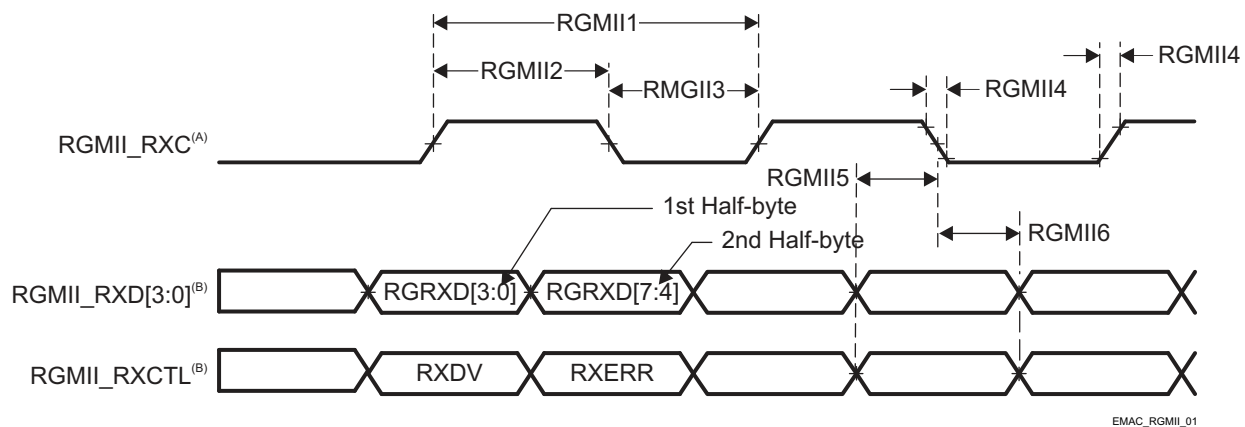 RGMII1
RGMII4
RGMII2
RMGII3
RGMII4
RGMII_RXC(A)
RGMII5
1st Half-byte
2nd Half-byte
RGMII6
RGMII_RXD[3:0](B)
RGRXD[3:0]
RGRXD[7:4]
RGMII_RXCTL(B)
RXDV
RXERR
EMAC_RGMII_01